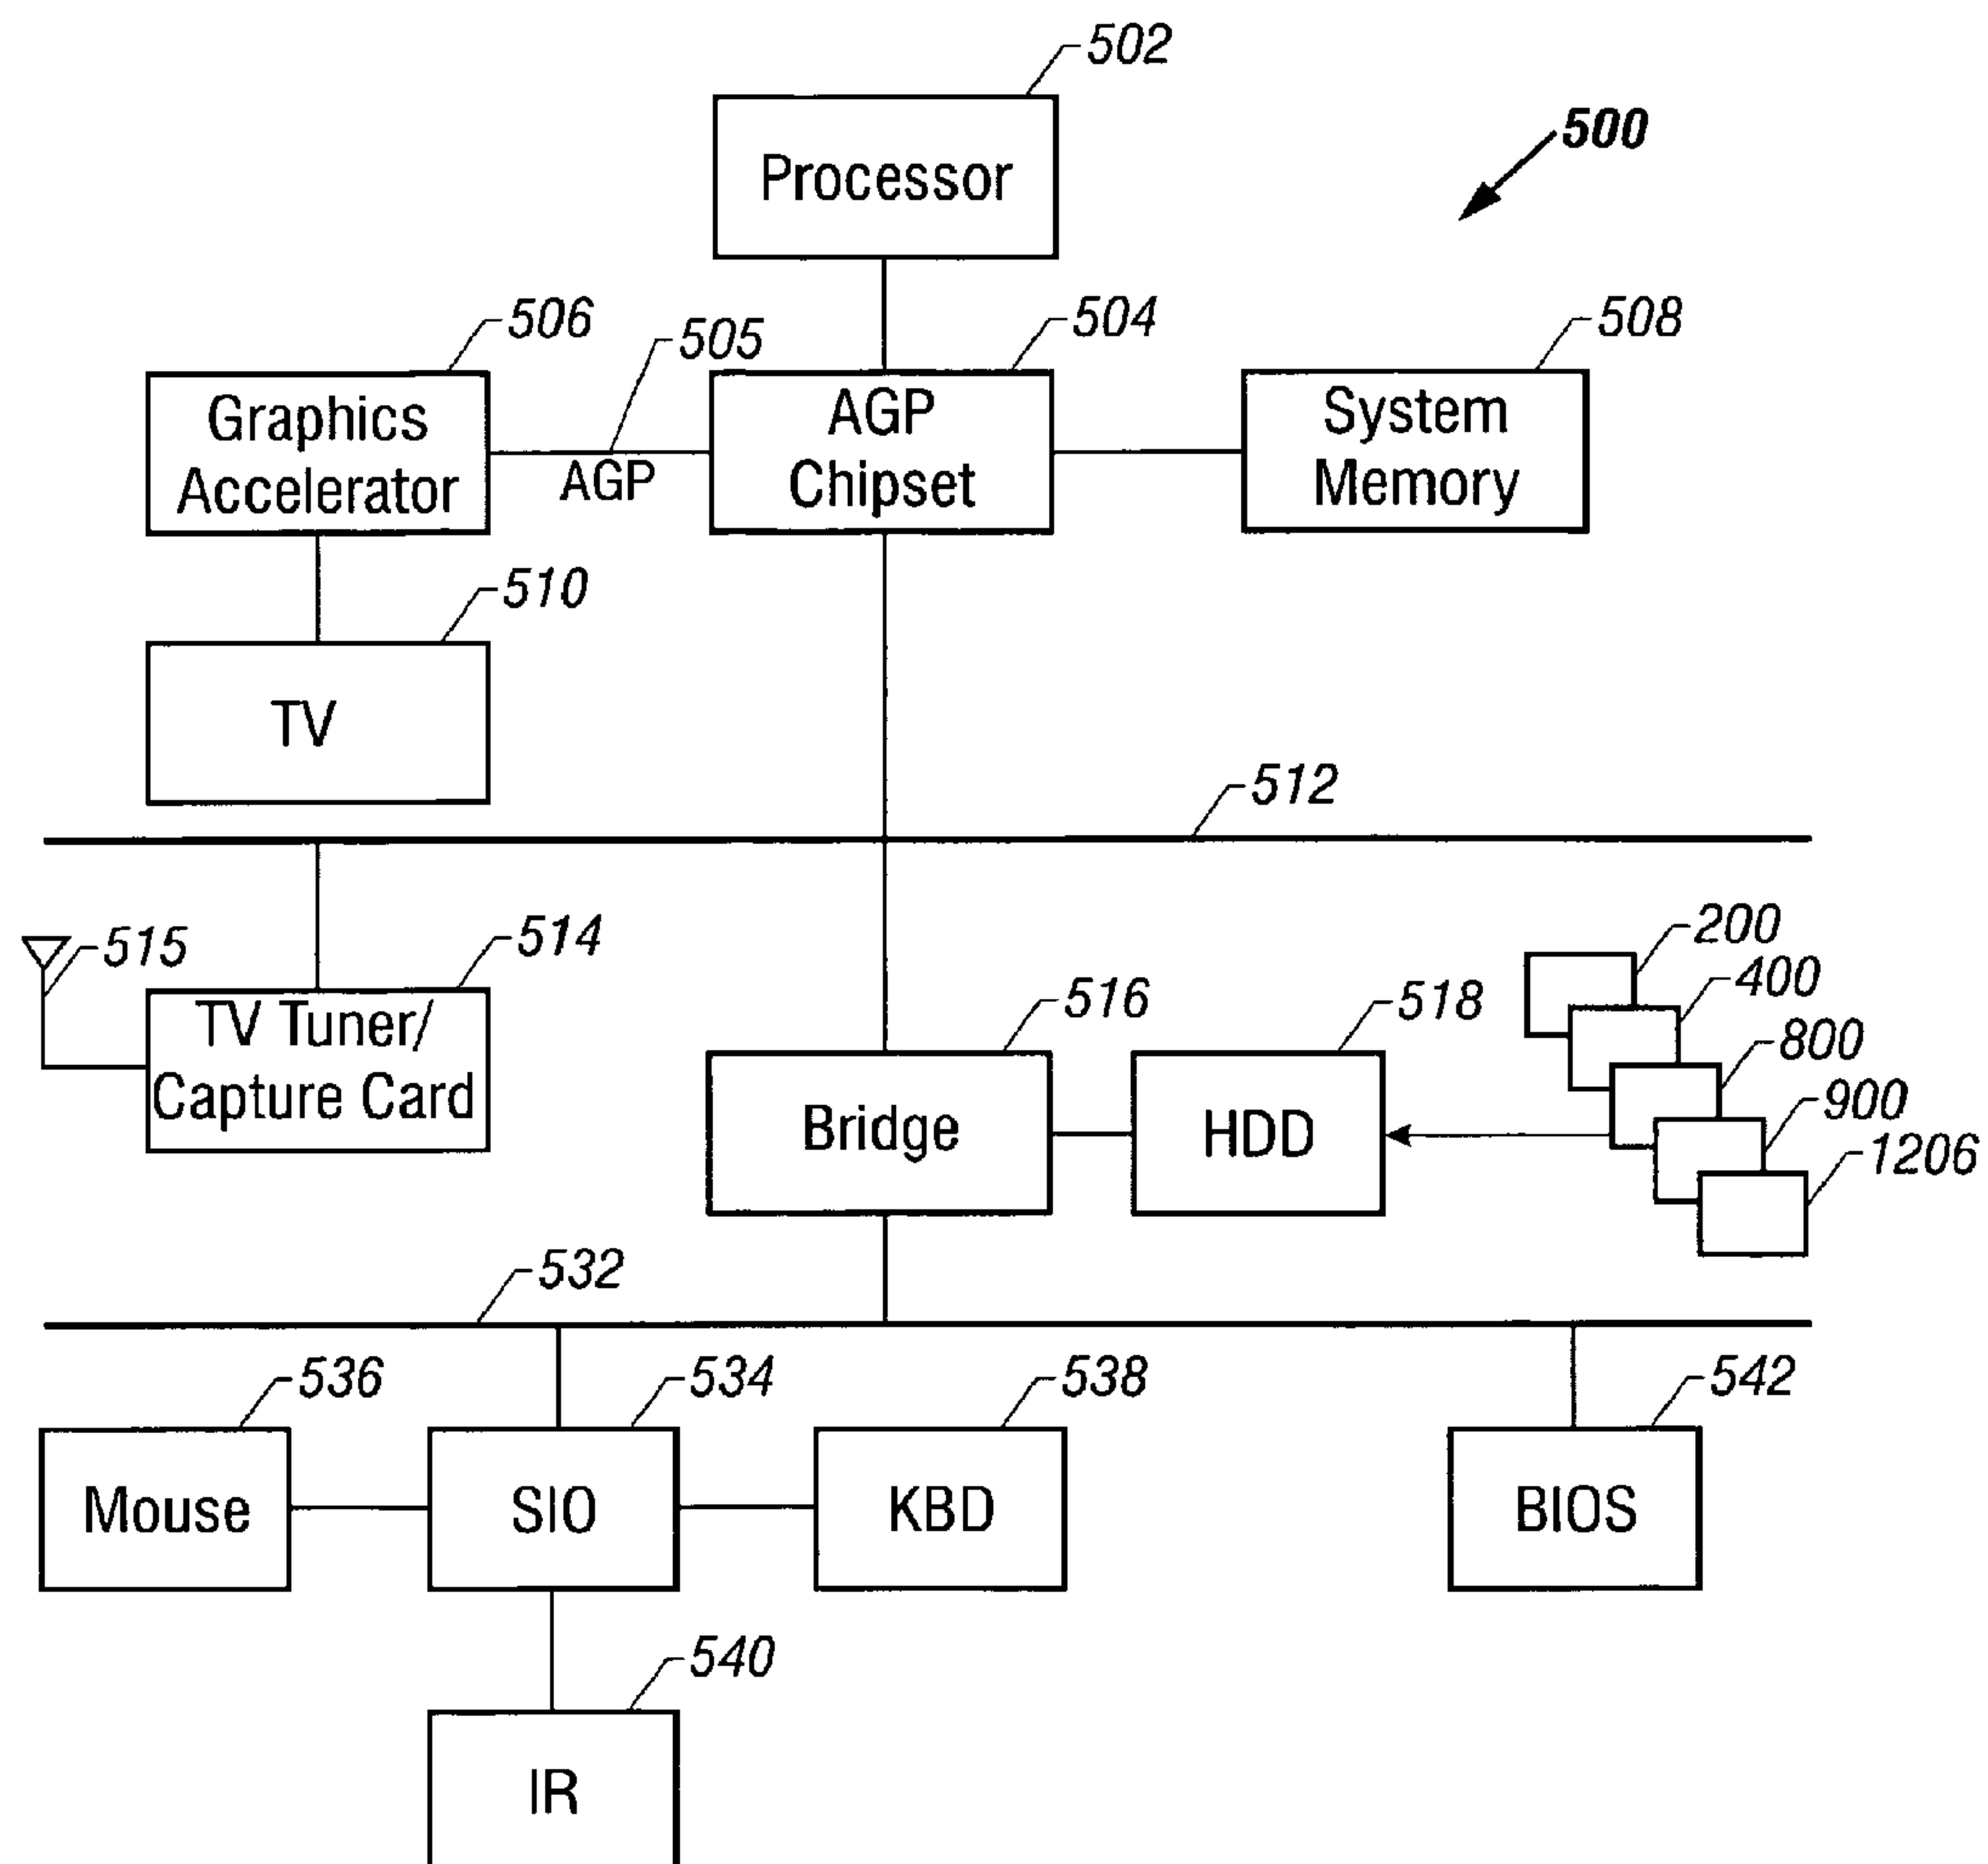 502
500
Processor
506
505
504
508
Graphics
Accelerator
AGP
AGP
Chipset
System
Memory
510
TV
512
515
514
TV Tuner/
Capture Card
516
518
200
400
800
900
1206
Bridge
HDD
532
536
534
538
542
Mouse
SIO
KBD
BIOS
540
IR